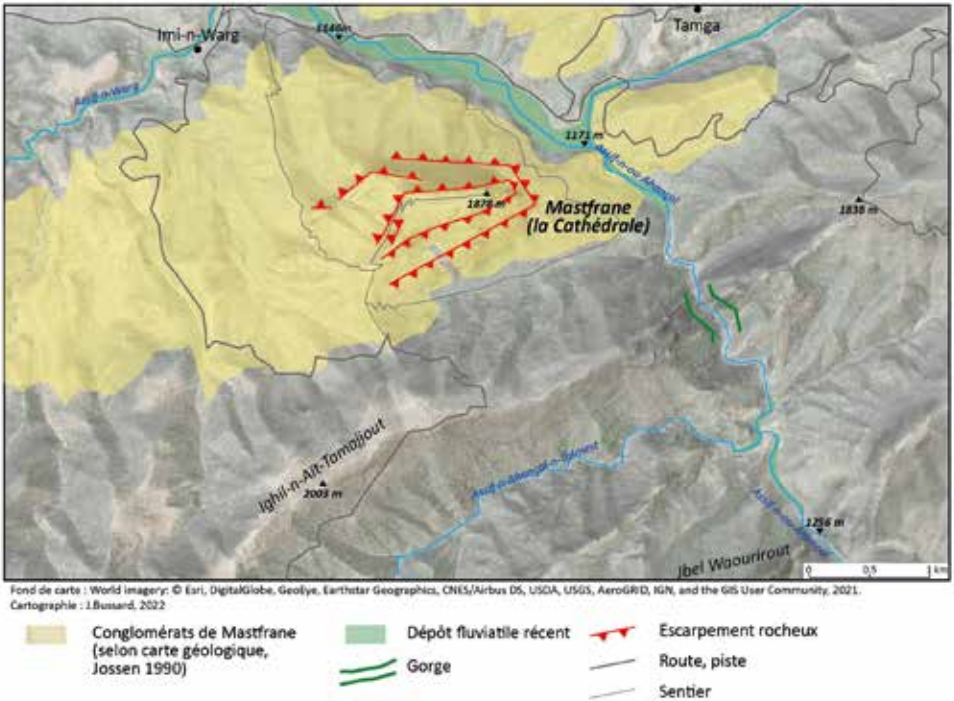 Imi-n-Warg
1146m
Tamga
Assif-n-Warg
1171 m
1876 m
Mastfrane
(la Cathédrale)
1838 m
Ighil-n-Aït-Tamajjout
2003 m
1256 m
Jbel Waourirout
0 0,5 1 km
Fond de carte : World imagery: © Esri, DigitalGlobe, GeoEye, Earthstar Geographics, CNES/Airbus DS, USDA, USGS, AeroGRID, IGN, and the GIS User Community, 2021.
Cartographie : J.Bussard, 2022
Conglomérats de Mastfrane
(selon carte géologique,
Jossen 1990)
Dépôt fluviatile récent
Gorge
Escarpement rocheux
Route, piste
Sentier